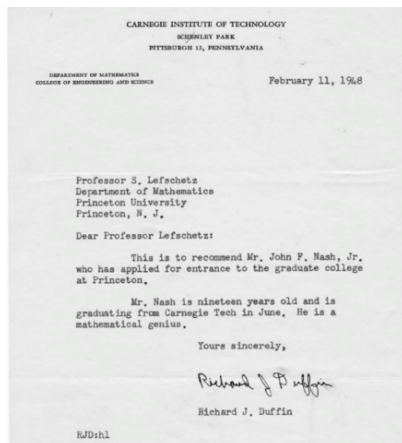 CARNEGIE INSTITUTE OF TECHNOLOGY
SCHENLEY PARK
PITTSBURGH 13, PENNSYLVANIA
DEPARTMENT OF MATHEMATICS
COLLEGE OF ENGINEERING AND SCIENCE
February 11, 1948
Professor S. Lefschetz
Department of Mathematics
Princeton University
Princeton, N. J.
Dear Professor Lefschetz:
This is to recommend Mr. John F. Nash, Jr.
who has applied for entrance to the graduate college
at Princeton.
Mr. Nash is nineteen years old and is
graduating from Carnegie Tech in June. He is a
mathematical genius.
Yours sincerely,
Richard J Duffin
Richard J. Duffin
RJD:hl